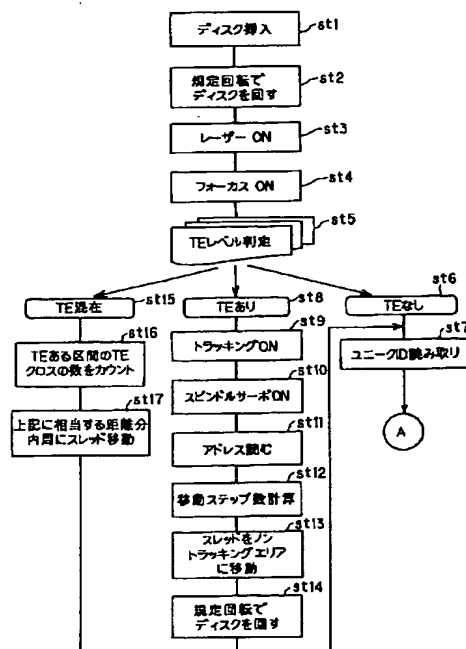 ディスク挿入
st1
規定回転で
ディスクを回す
st2
レーザー ON
st3
フォーカス ON
st4
TEレベル判定
st5
TE混在
st15
TEある区間のTE
クロスの数をカウント
st16
上記に相当する距離分
内周にスレッド移動
st17
TEあり
st8
トラッキングON
st9
スピンドルサーボON
st10
アドレス読む
st11
移動ステップ数計算
st12
スレッドをノン
トラッキングエリア
に移動
st13
規定回転で
ディスクを回す
st14
TEなし
st6
ユニークID読み取り
st7
A